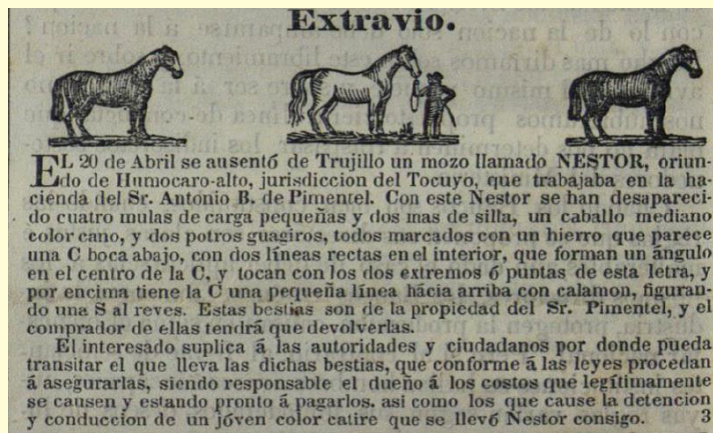 Extravio.
EL 20 de Abril se ausentó de Trujillo un mozo llamado NESTOR, oriun-
do de Humocaro-alto, jurisdiccion del Tocuyo, que trabajaba en la ha-
cienda del Sr. Antonio B. de Pimentel. Con este Nestor se han desapareci-
do cuatro mulas de carga pequeñas y dos mas de silla, un caballo mediano
color cano, y dos potros guagiros, todos marcados con un hierro que parece
una C boca abajo, con dos líneas rectas en el interior, que forman un ángulo
en el centro de la C, y tocan con los dos extremos ó puntas de esta letra, y
por encima tiene la C una pequeña línea hácia arriba con calamon, figuran-
do una S al reves. Estas bestias son de la propiedad del Sr. Pimentel, y el
comprador de ellas tendrá que devolverlas.
El interesado suplica á las autoridades y ciudadanos por donde pueda
transitar el que lleva las dichas bestias, que conforme á las leyes procedan
á asegurarlas, siendo responsable el dueño á los costos que legítimamente
se causen y estando pronto á pagarlos. asi como los que cause la detencion
y conduccion de un jóven color catire que se llevó Nestor consigo. 3